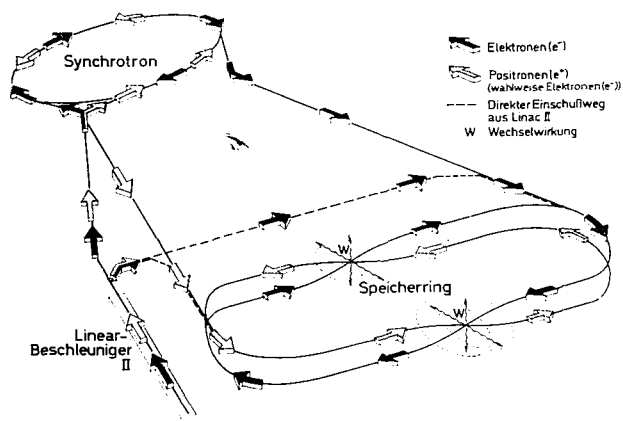 Synchrotron
Elektronen (e⁻)
Positronen (e⁺)
(wahlweise Elektronen (e⁻))
Direkter Einschußweg
aus Linac II
W Wechselwirkung
W
Speicherring
W
Linear-
Beschleuniger
II